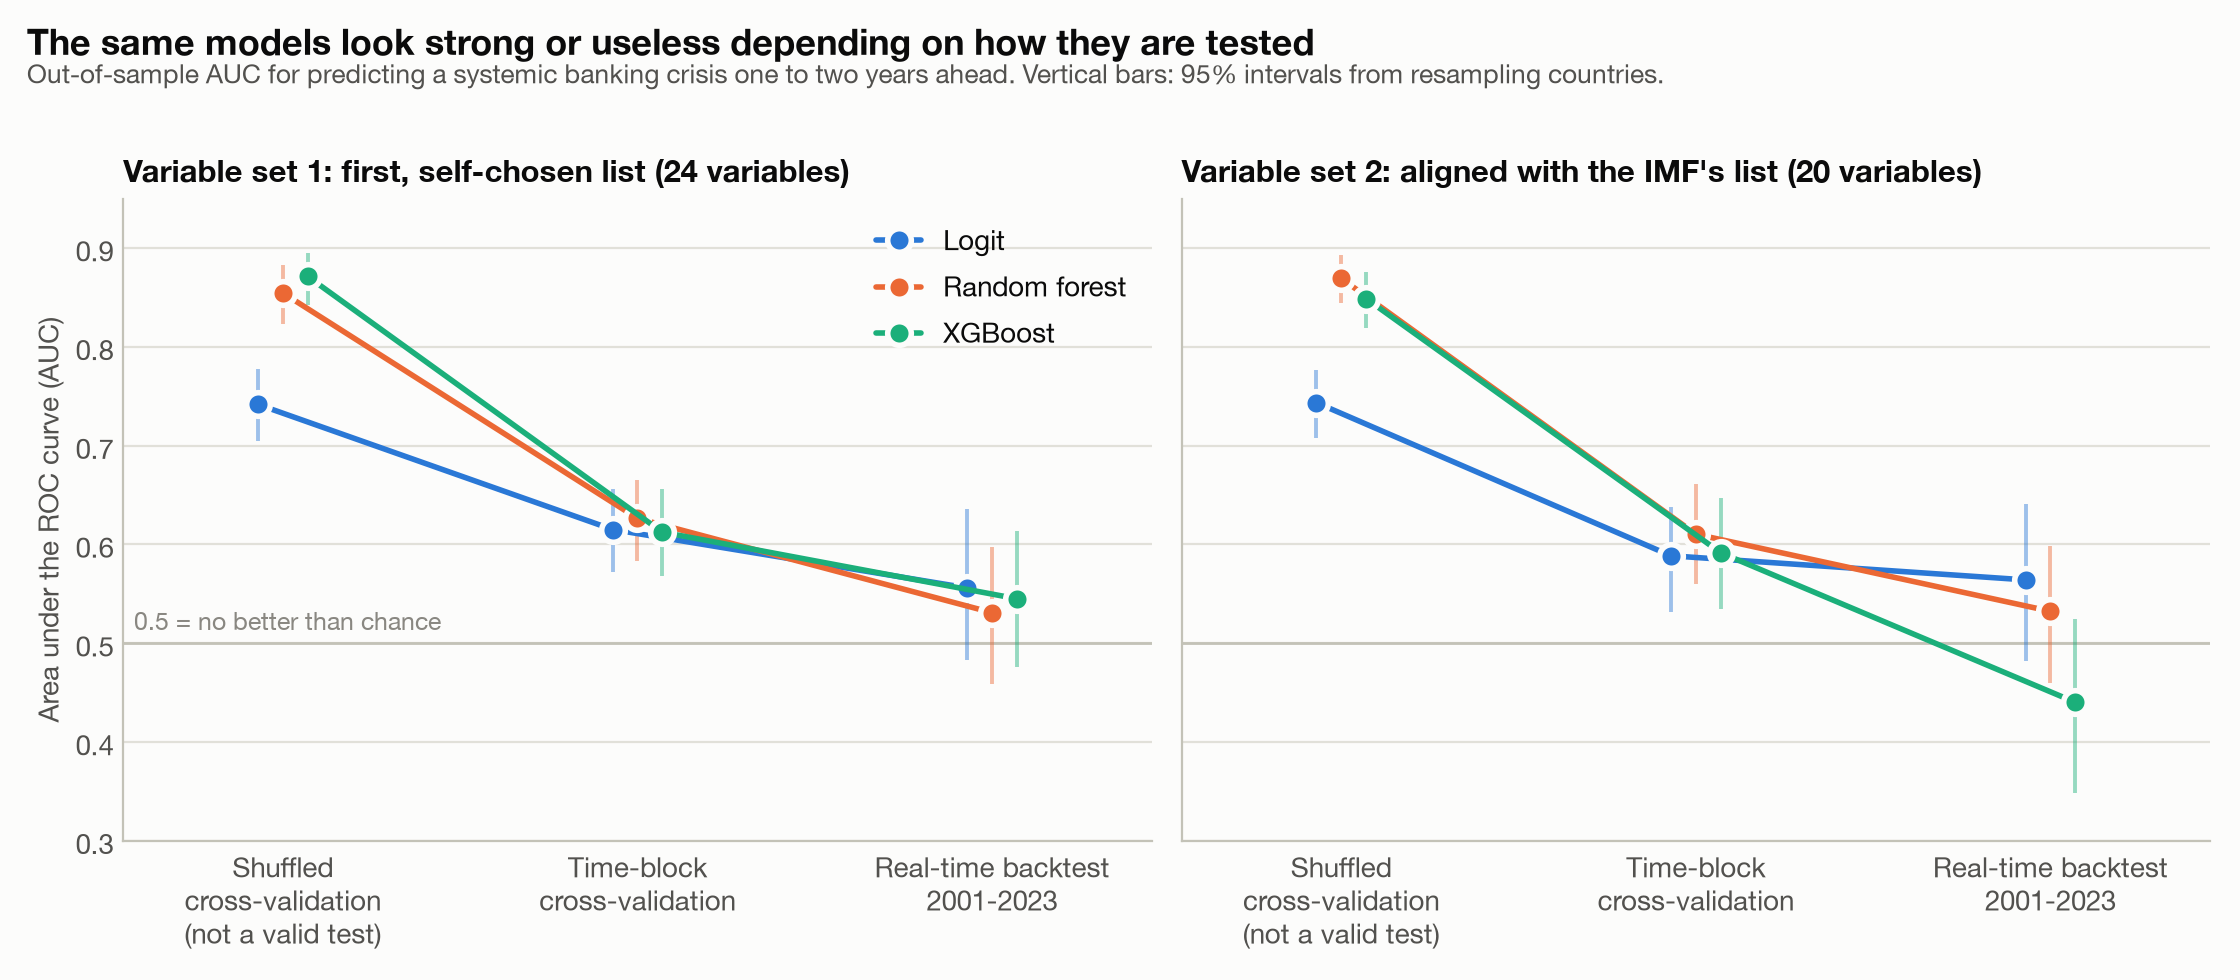 The same models look strong or useless depending on how they are tested
Out-of-sample AUC for predicting a systemic banking crisis one to two years ahead. Vertical bars: 95% intervals from resampling countries.
Variable set 1: first, self-chosen list (24 variables)
Variable set 2: aligned with the IMF's list (20 variables)
Logit
Random forest
XGBoost
Area under the ROC curve (AUC)
0.9
0.8
0.7
0.6
0.5
0.4
0.3
0.5 = no better than chance
Shuffled
cross-validation
(not a valid test)
Time-block
cross-validation
Real-time backtest
2001-2023
Shuffled
cross-validation
(not a valid test)
Time-block
cross-validation
Real-time backtest
2001-2023